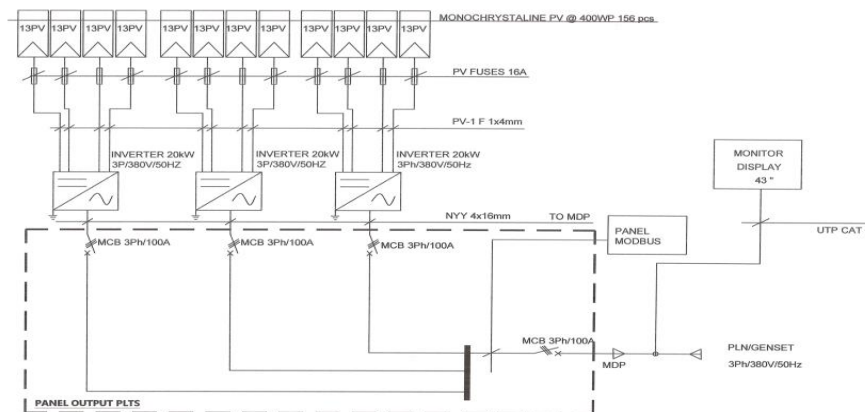 MONOCHRYSTALINE PV @ 400WP 156 pcs
13PV 13PV 13PV 13PV 13PV 13PV 13PV 13PV 13PV 13PV 13PV 13PV
PV FUSES 16A
PV-1 F 1x4mm
INVERTER 20kW
3P/380V/50HZ
INVERTER 20kW
3P/380V/50HZ
INVERTER 20kW
3Ph/380V/50Hz
MONITOR
DISPLAY
43 "
NYY 4x16mm
TO MDP
PANEL
MODBUS
UTP CAT
MCB 3Ph/100A
MCB 3Ph/100A
MCB 3Ph/100A
MCB 3Ph/100A
MDP
PLN/GENSET
3Ph/380V/50Hz
PANEL OUTPUT PLTS